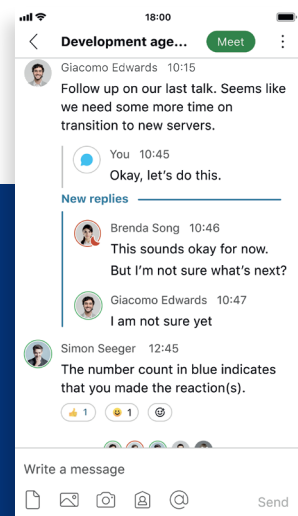 18:00
Development age...
Meet
Giacomo Edwards 10:15
Follow up on our last talk. Seems like
we need some more time on
transition to new servers.
You 10:45
Okay, let's do this.
New replies
Brenda Song 10:46
This sounds okay for now.
But I'm not sure what's next?
Giacomo Edwards 10:47
I am not sure yet
Simon Seeger 12:45
The number count in blue indicates
that you made the reaction(s).
👍 1 😀 1
Write a message
Send